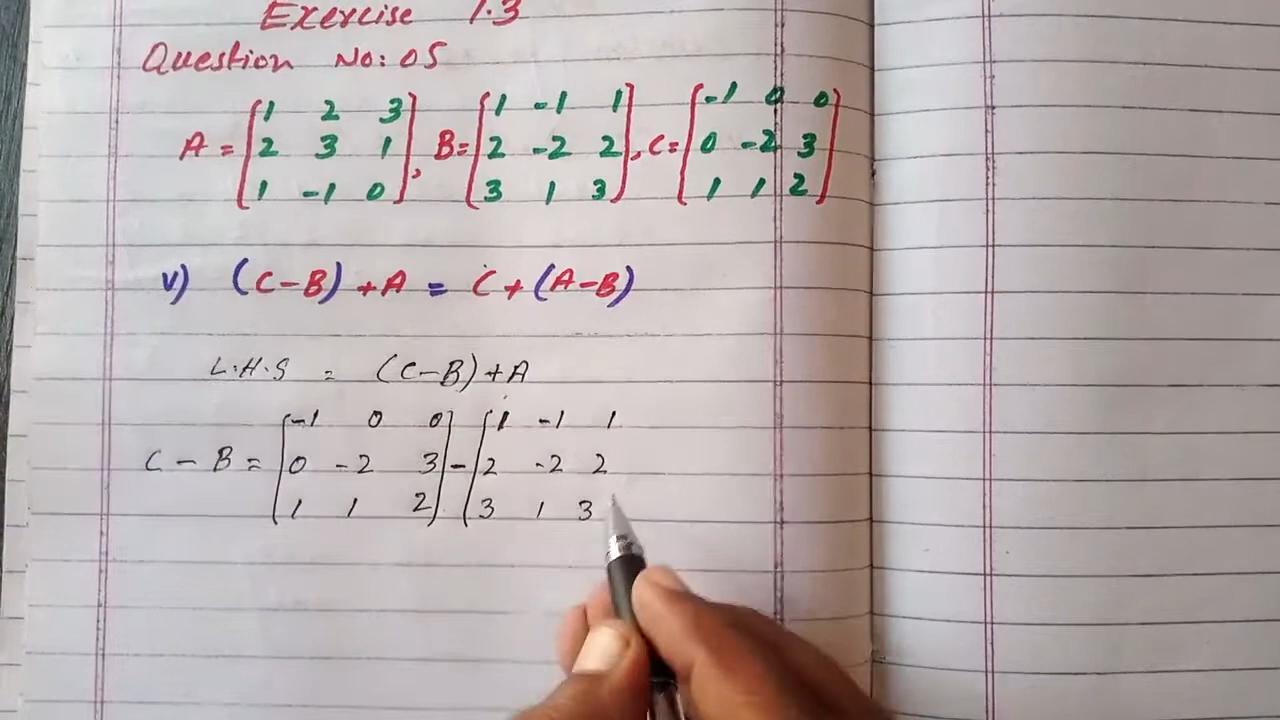 Exercise 1.3
Question No: 05
A = [1 2 3
2 3 1
1 -1 0], B= [1 -1 1
2 -2 2
3 1 3], C= [-1 0 0
0 -2 3
1 1 2]
v) (C-B) +A = C+ (A-B)
L.H.S = (C-B)+A
C - B = [-1 0 0
0 -2 3
1 1 2] - [1 -1 1
2 -2 2
3 1 3